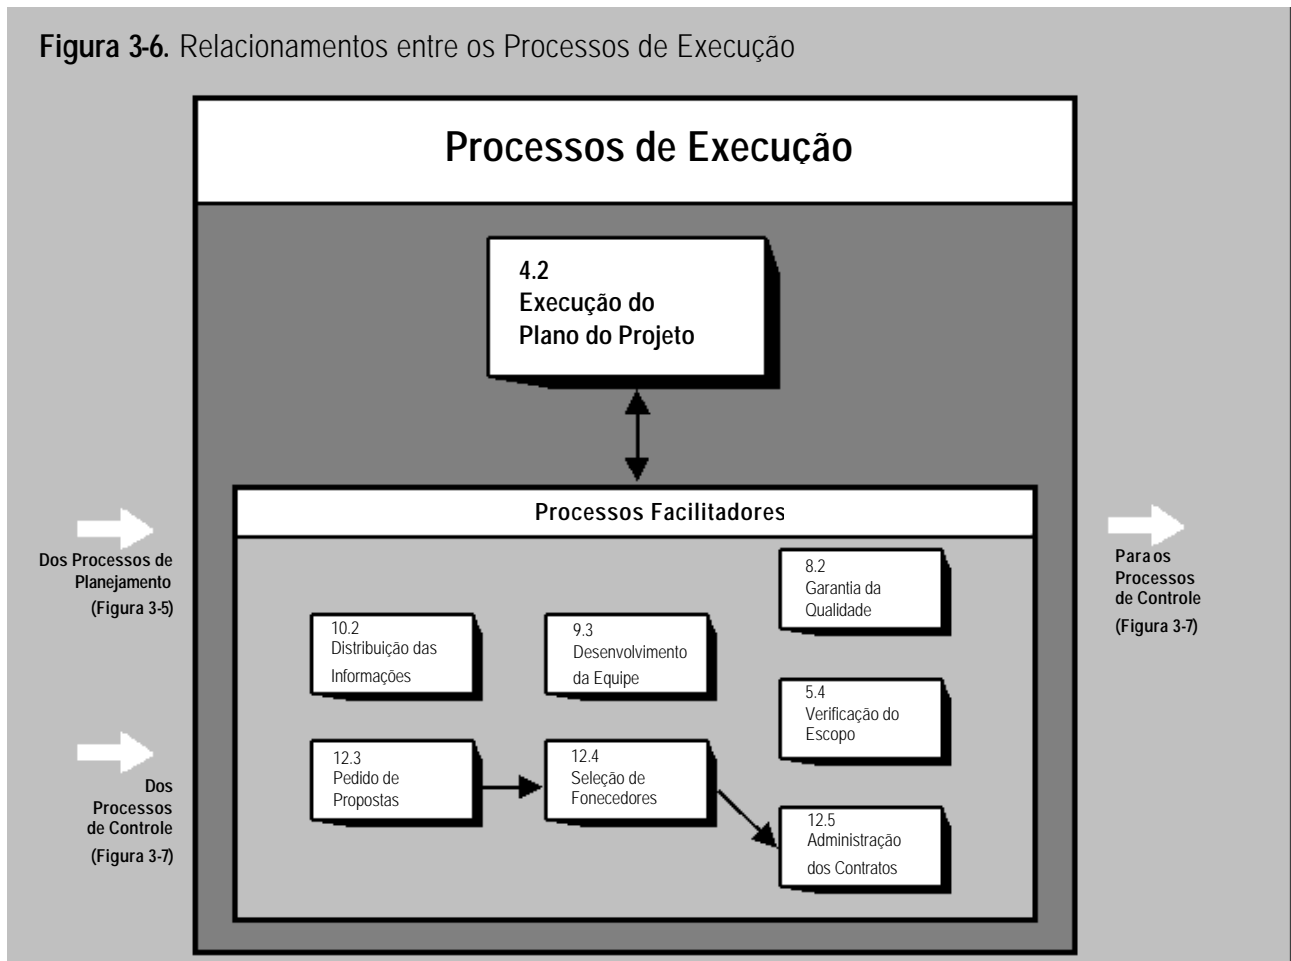 Figura 3-6. Relacionamentos entre os Processos de Execução
Processos de Execução
4.2
Execução do
Plano do Projeto
Processos Facilitadores
Dos Processos de
Planejamento
(Figura 3-5)
Dos
Processos
de Controle
(Figura 3-7)
10.2
Distribuição das
Informações
9.3
Desenvolvimento
da Equipe
8.2
Garantia da
Qualidade
5.4
Verificação do
Escopo
12.3
Pedido de
Propostas
12.4
Seleção de
Fonecedores
12.5
Administração
dos Contratos
Para os
Processos
de Controle
(Figura 3-7)